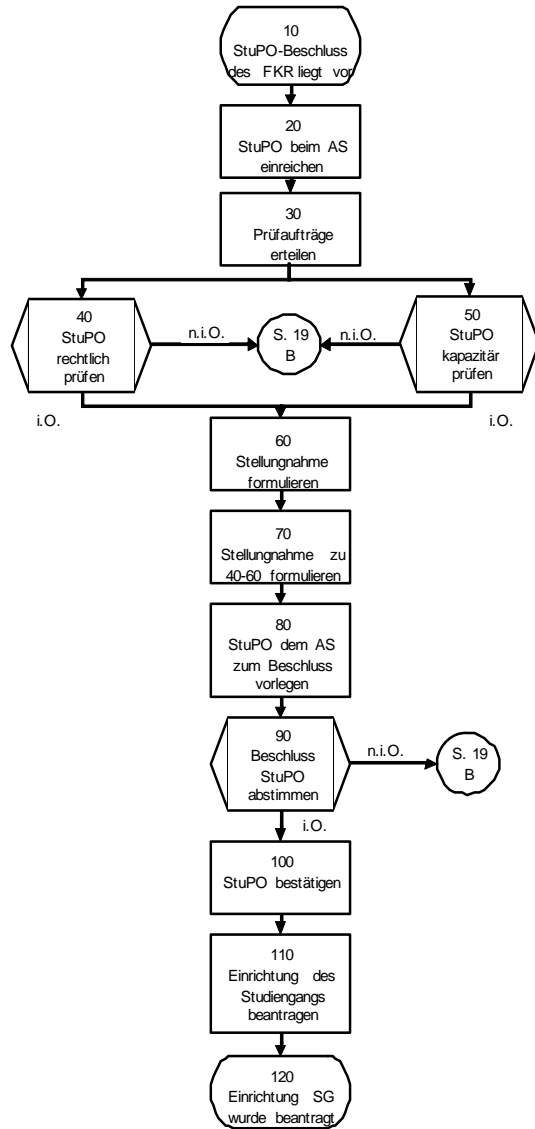 10
StuPO-Beschluss
des FKR liegt vor
20
StuPO beim AS
einreichen
30
Prüfaufträge
erteilen
40
StuPO
rechtlich
prüfen
n.i.O.
S. 19
B
n.i.O.
50
StuPO
kapazitär
prüfen
i.O.
i.O.
60
Stellungnahme
formulieren
70
Stellungnahme zu
40-60 formulieren
80
StuPO dem AS
zum Beschluss
vorlegen
90
Beschluss
StuPO
abstimmen
n.i.O.
S. 19
B
i.O.
100
StuPO bestätigen
110
Einrichtung des
Studiengangs
beantragen
120
Einrichtung SG
wurde beantragt